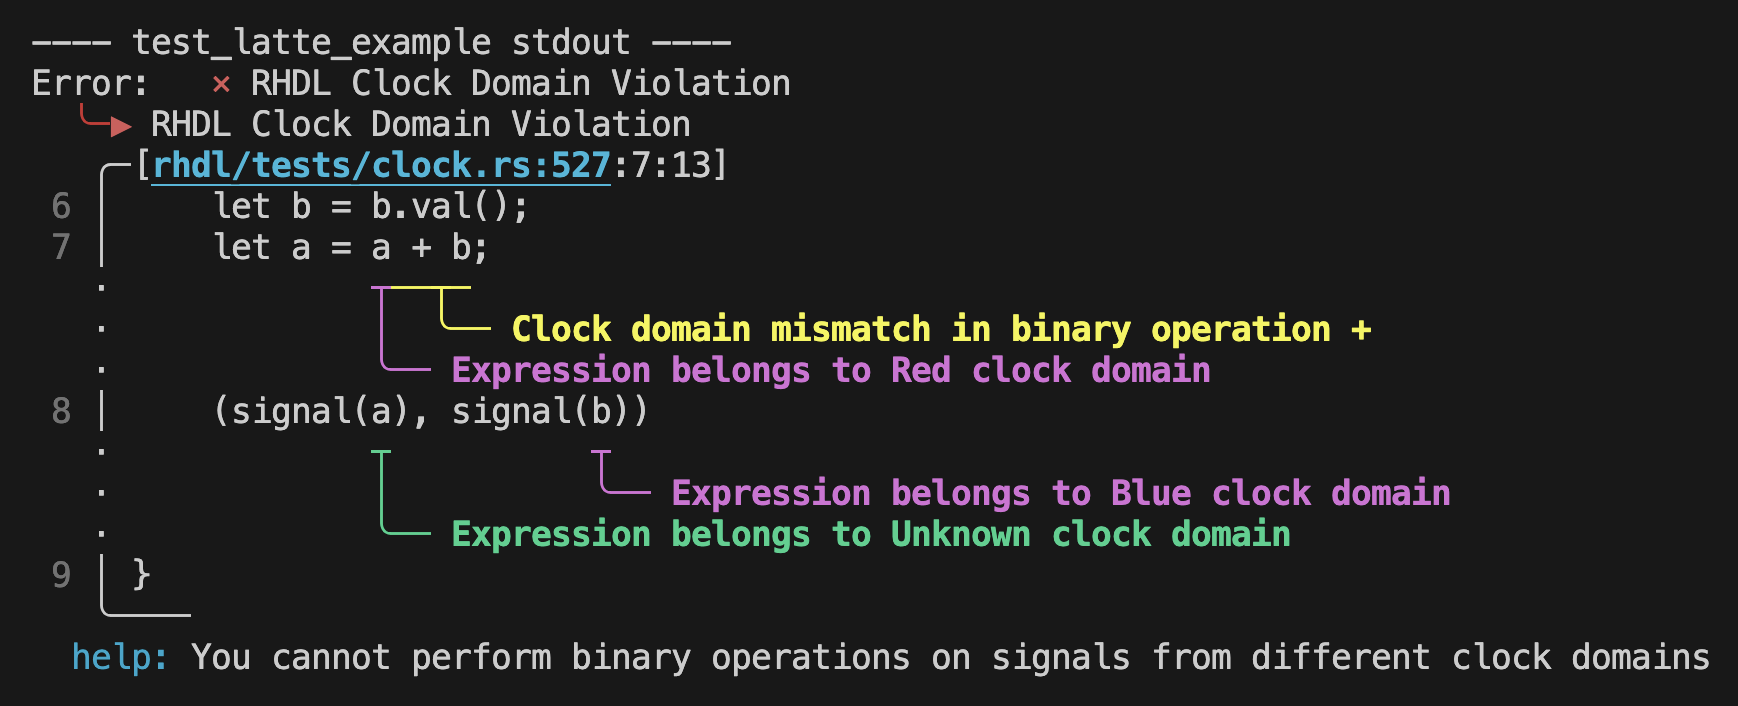 ---- test_latte_example stdout ----
Error:   × RHDL Clock Domain Violation
RHDL Clock Domain Violation
[rhdl/tests/clock.rs:527:7:13]
6     let b = b.val();
7     let a = a + b;
Clock domain mismatch in binary operation +
Expression belongs to Red clock domain
8     (signal(a), signal(b))
Expression belongs to Blue clock domain
Expression belongs to Unknown clock domain
9 }
help: You cannot perform binary operations on signals from different clock domains